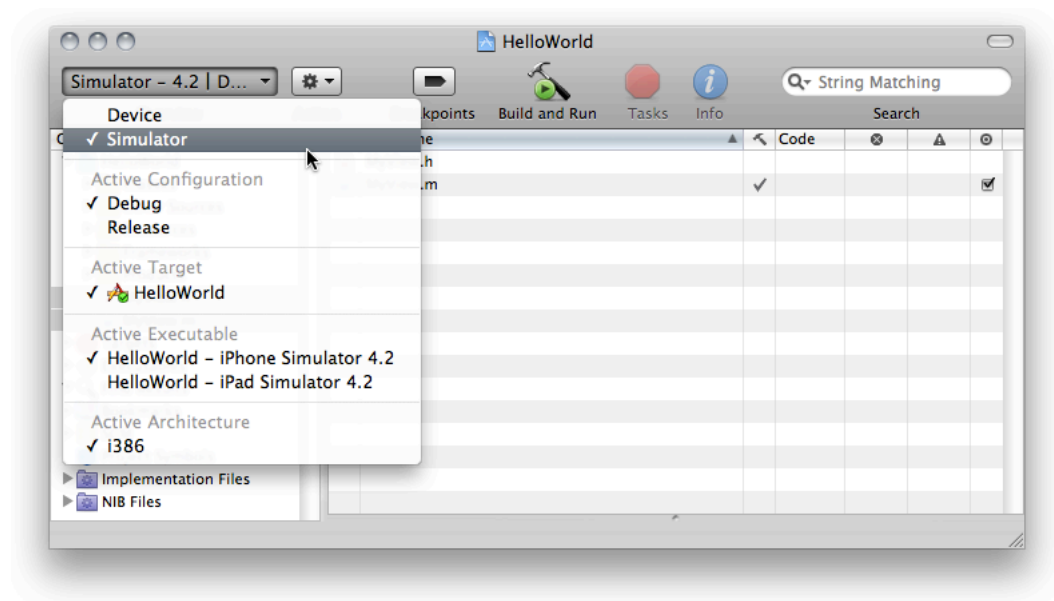 HelloWorld
Simulator – 4.2 | D...
String Matching
kpoints
Build and Run
Tasks
Info
Search
Device
✓ Simulator
Active Configuration
✓ Debug
Release
Active Target
✓ HelloWorld
Active Executable
✓ HelloWorld – iPhone Simulator 4.2
HelloWorld – iPad Simulator 4.2
Active Architecture
✓ i386
Code
.h
.m
Implementation Files
NIB Files